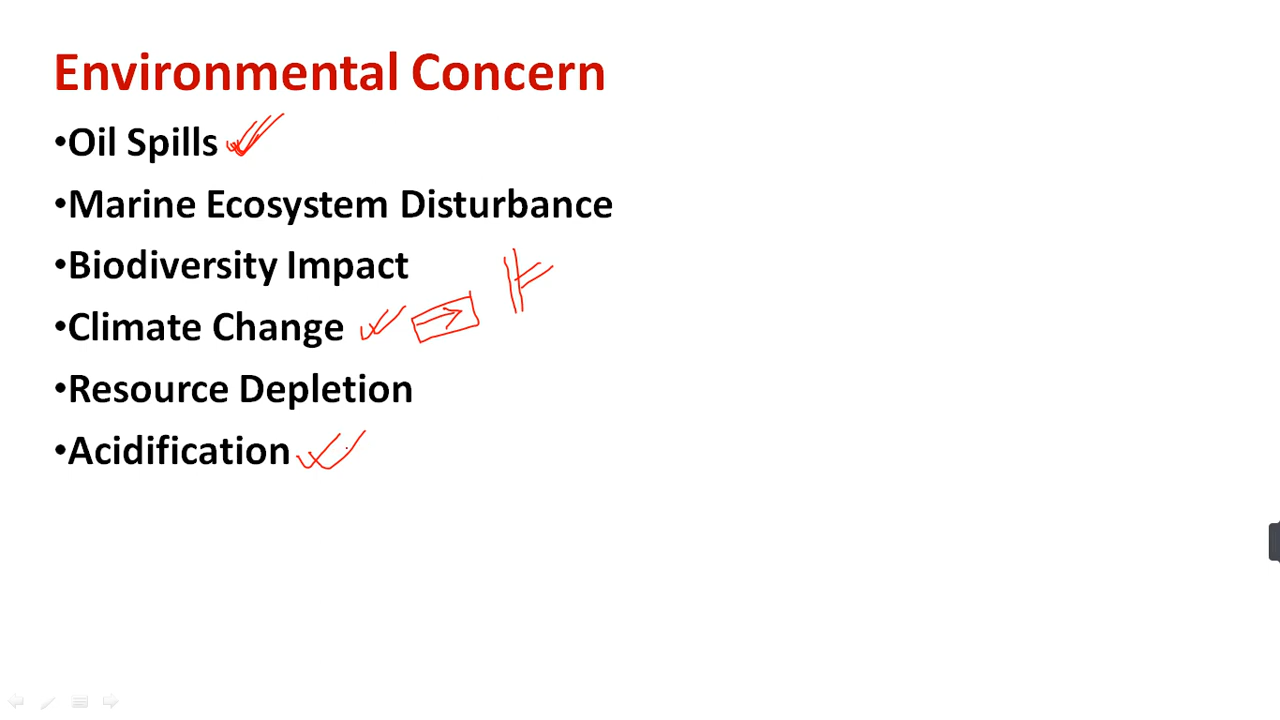 Environmental Concern
•Oil Spills
•Marine Ecosystem Disturbance
•Biodiversity Impact
•Climate Change
•Resource Depletion
•Acidification